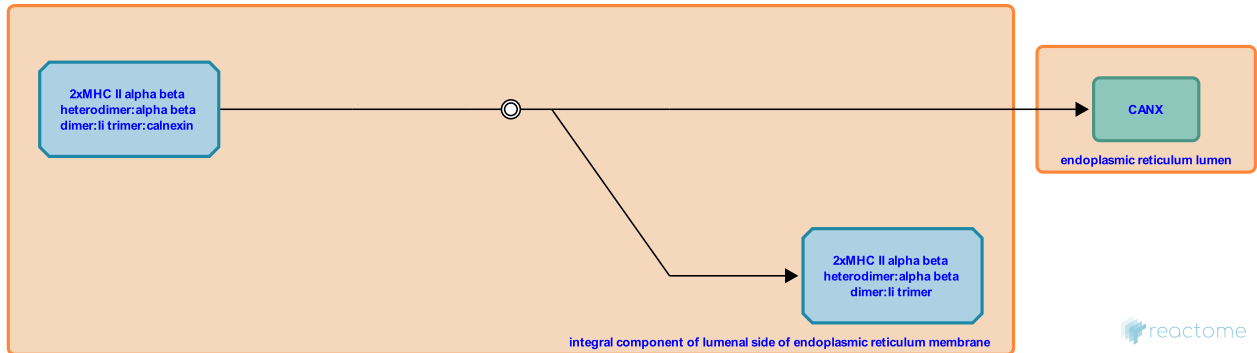 2xMHC II alpha beta
heterodimer:alpha beta
dimer:Ii trimer:calnexin
CANX
endoplasmic reticulum lumen
2xMHC II alpha beta
heterodimer:alpha beta
dimer:Ii trimer
integral component of lumenal side of endoplasmic reticulum membrane
reactome